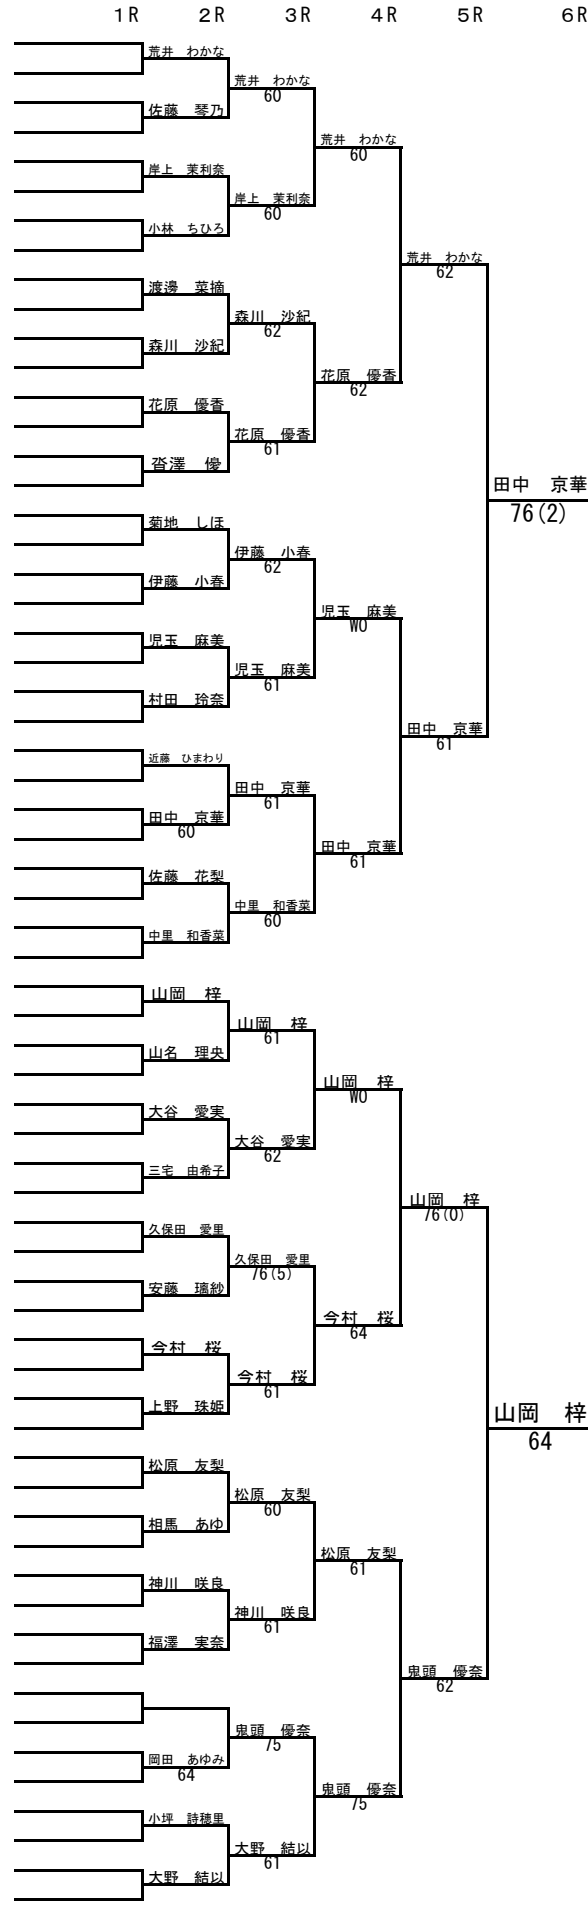 1R 2R 3R 4R 5R 6R
荒井 わかな
荒井 わかな
60
佐藤 琴乃
荒井 わかな
60
岸上 茉利奈
岸上 茉利奈
60
小林 ちひろ
荒井 わかな
62
渡邊 菜摘
森川 沙紀
62
森川 沙紀
花原 優香
62
花原 優香
花原 優香
61
沓澤 優
田中 京華
76(2)
菊地 しほ
伊藤 小春
62
伊藤 小春
児玉 麻美
WO
児玉 麻美
児玉 麻美
61
村田 玲奈
田中 京華
61
近藤 ひまわり
田中 京華
61
田中 京華
60
田中 京華
61
佐藤 花梨
中里 和香菜
60
中里 和香菜
山岡 梓
山岡 梓
61
山名 理央
山岡 梓
WO
大谷 愛実
大谷 愛実
62
三宅 由希子
山岡 梓
76(0)
久保田 愛里
久保田 愛里
76(5)
安藤 璃紗
今村 桜
64
今村 桜
今村 桜
61
上野 珠姫
山岡 梓
64
松原 友梨
松原 友梨
60
相馬 あゆ
松原 友梨
61
神川 咲良
神川 咲良
61
福澤 実奈
鬼頭 優奈
62
鬼頭 優奈
75
岡田 あゆみ
64
鬼頭 優奈
75
小坪 詩穂里
大野 結以
61
大野 結以